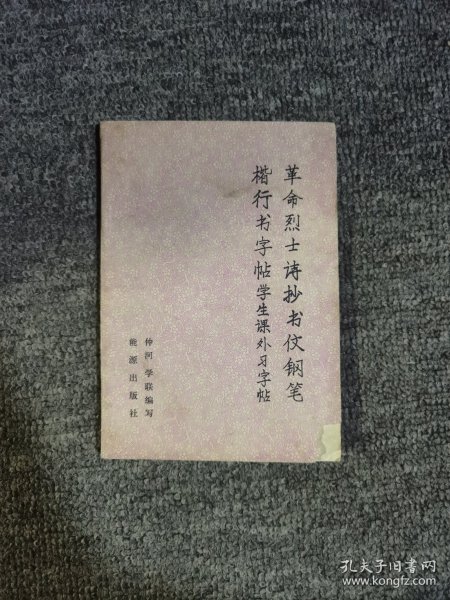 革命烈士诗抄书仪钢笔
楷行书字帖学生课外习字帖
仲河 学联编写
能源出版社
孔夫子旧书网
www.kongfz.com